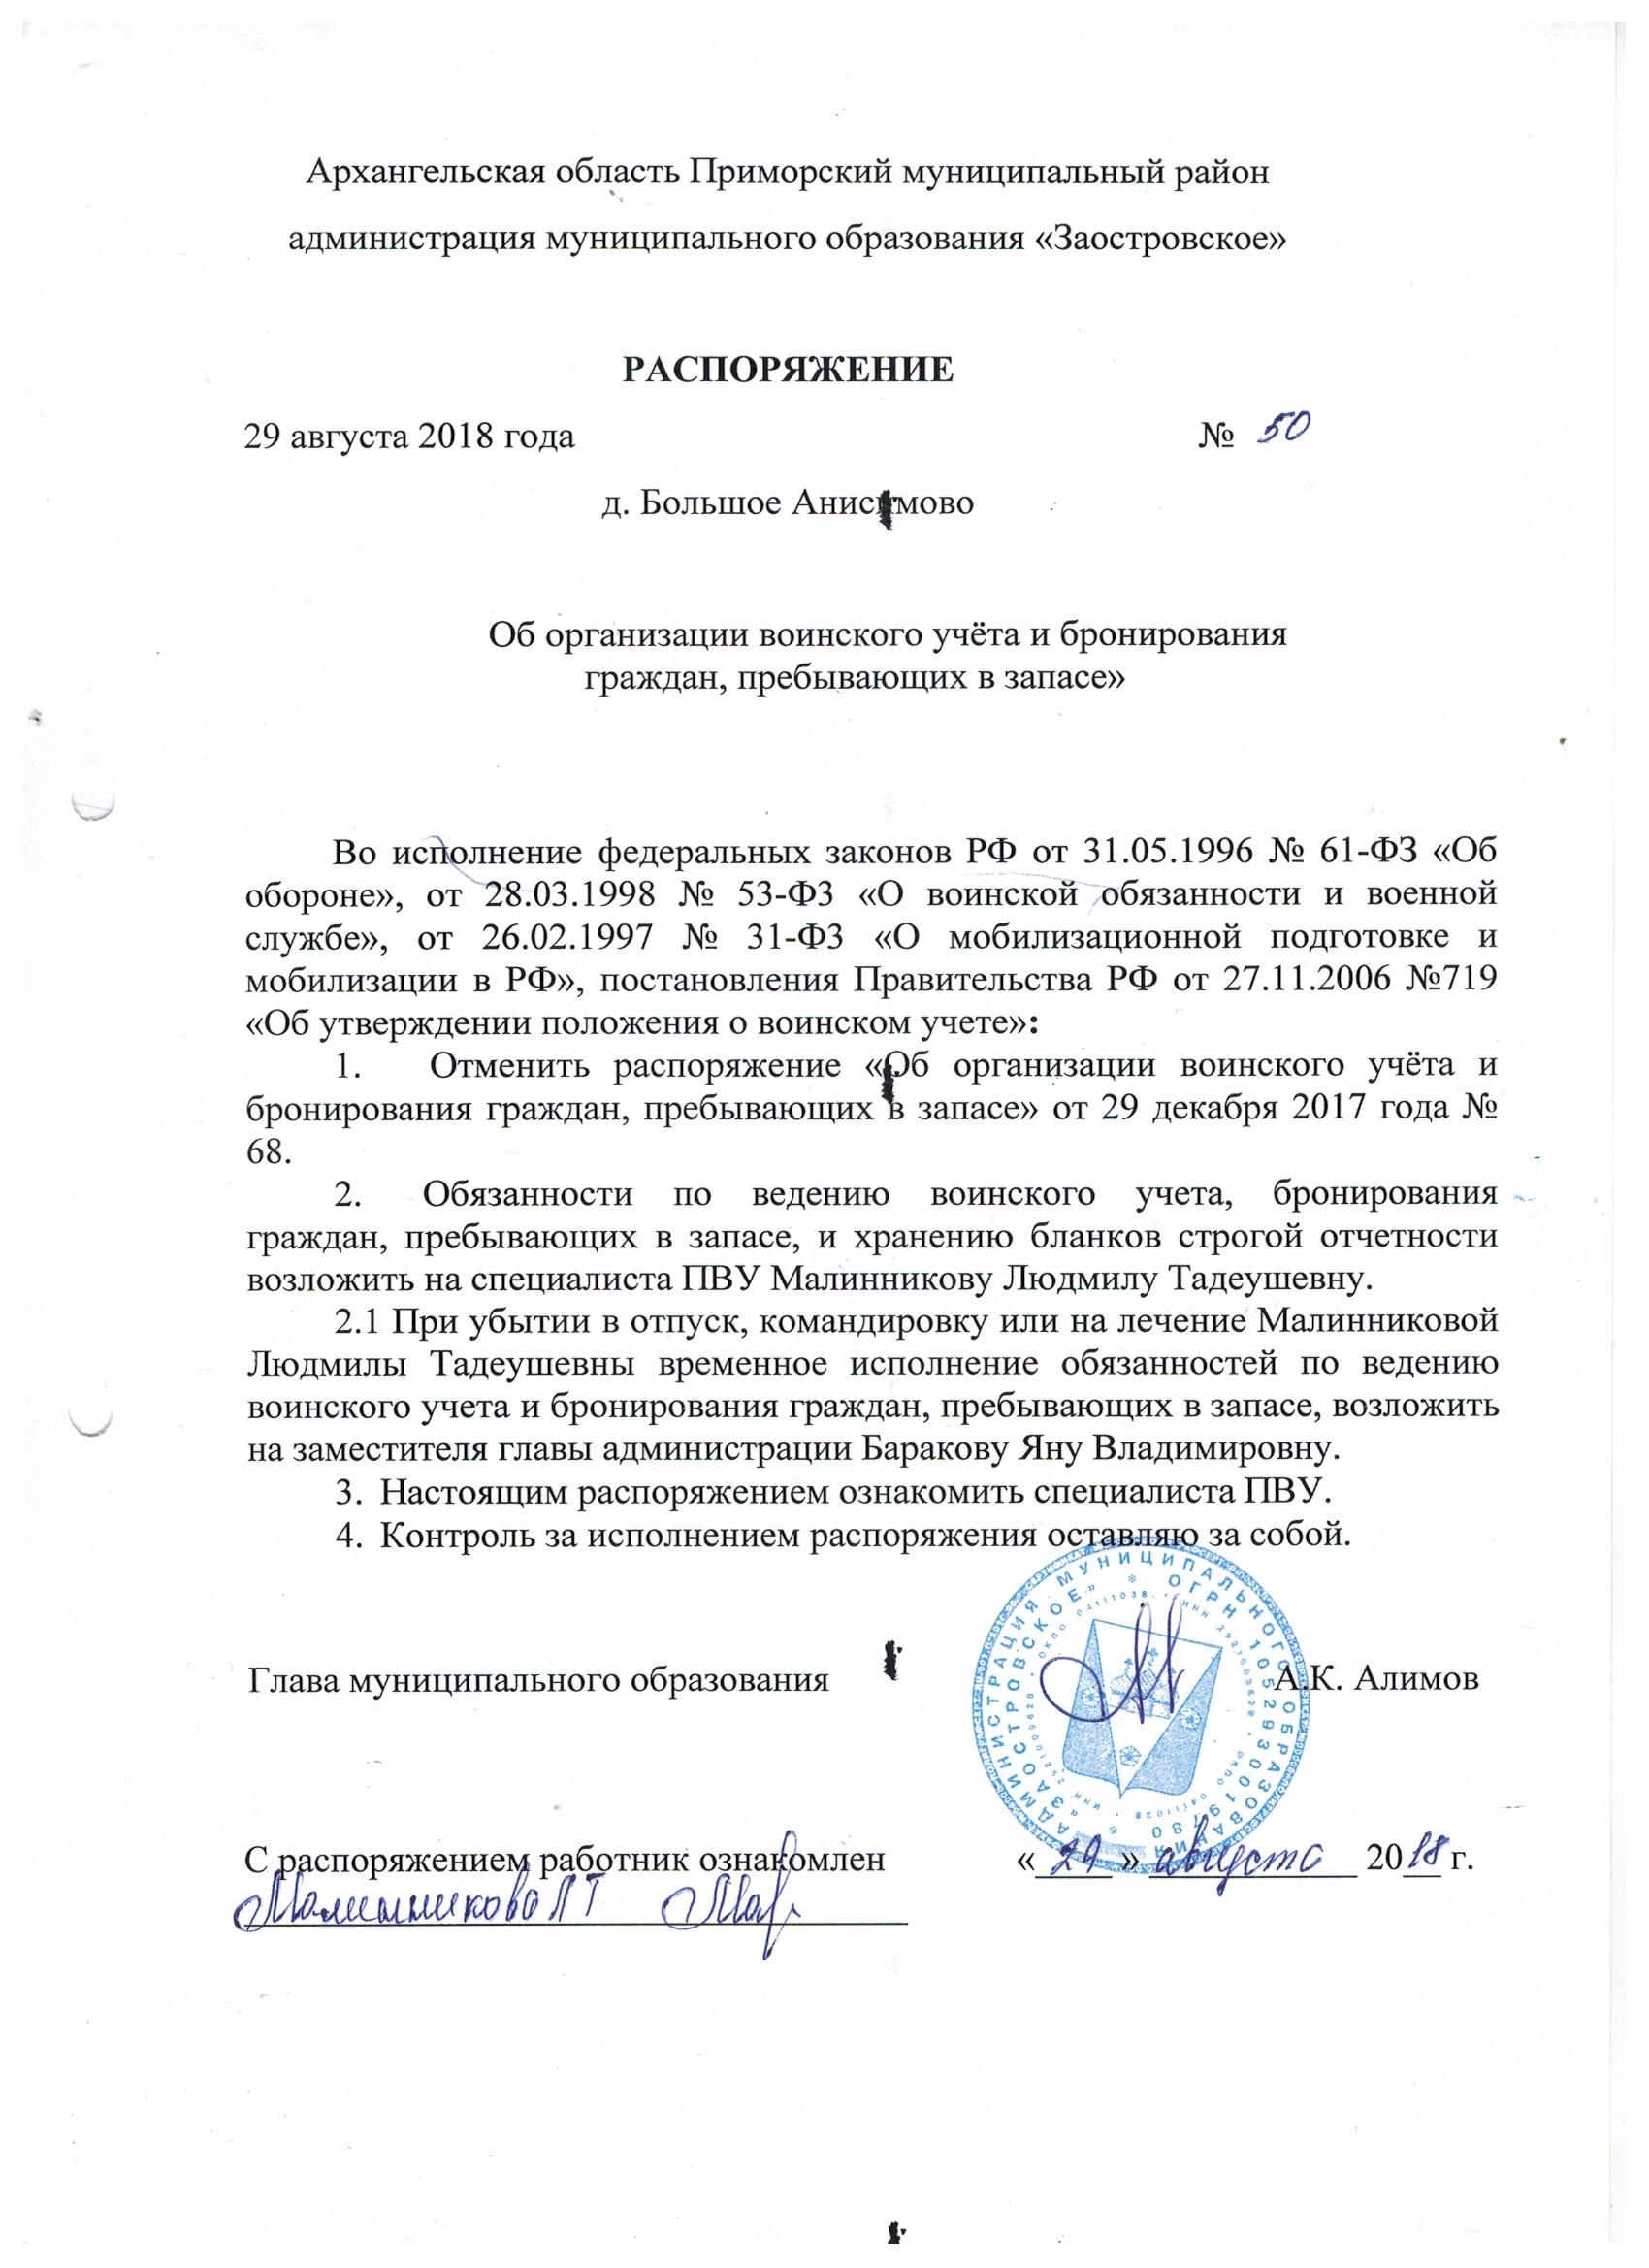 Архангельская область Приморский муниципальный район
администрация муниципального образования «Заостровское»
РАСПОРЯЖЕНИЕ
29 августа 2018 года № 50
д. Большое Анисимово
Об организации воинского учёта и бронирования
граждан, пребывающих в запасе»
Во исполнение федеральных законов РФ от 31.05.1996 № 61-ФЗ «Об
обороне», от 28.03.1998 № 53-ФЗ «О воинской обязанности и военной
службе», от 26.02.1997 № 31-ФЗ «О мобилизационной подготовке и
мобилизации в РФ», постановления Правительства РФ от 27.11.2006 №719
«Об утверждении положения о воинском учете»:
1. Отменить распоряжение «Об организации воинского учёта и
бронирования граждан, пребывающих в запасе» от 29 декабря 2017 года №
68.
2. Обязанности по ведению воинского учета, бронирования
граждан, пребывающих в запасе, и хранению бланков строгой отчетности
возложить на специалиста ПВУ Малинникову Людмилу Тадеушевну.
2.1 При убытии в отпуск, командировку или на лечение Малинниковой
Людмилы Тадеушевны временное исполнение обязанностей по ведению
воинского учета и бронирования граждан, пребывающих в запасе, возложить
на заместителя главы администрации Баракову Яну Владимировну.
3. Настоящим распоряжением ознакомить специалиста ПВУ.
4. Контроль за исполнением распоряжения оставляю за собой.
Глава муниципального образования А.К. Алимов
АДМИНИСТРАЦИЯ МУНИЦИПАЛЬНОГО ОБРАЗОВАНИЯ
«ЗАОСТРОВСКОЕ» * ОГРН 1052930019780 *
С распоряжением работник ознакомлен «29» августа 2018 г.
Малинникова Л Т